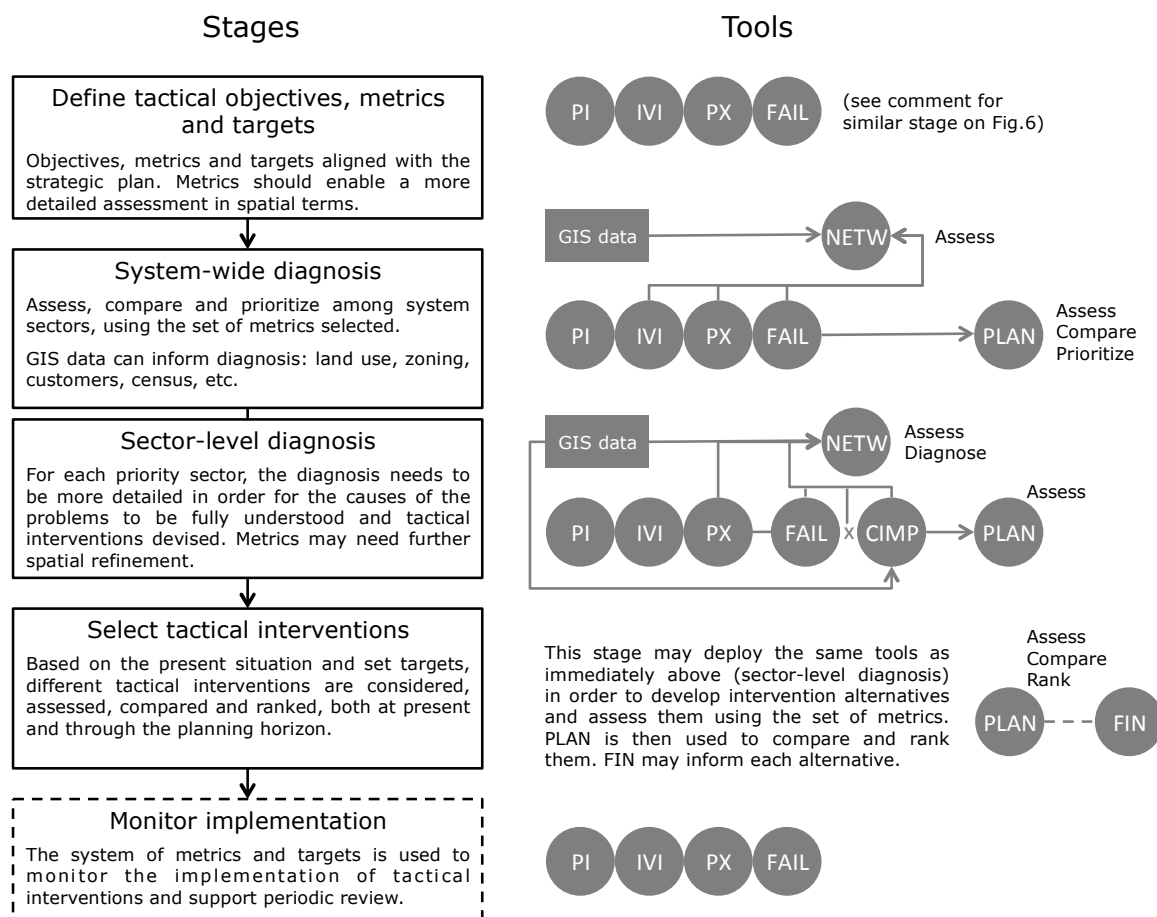 Stages
Tools
Define tactical objectives, metrics
and targets
Objectives, metrics and targets aligned with the
strategic plan. Metrics should enable a more
detailed assessment in spatial terms.
PI IVI PX FAIL
(see comment for
similar stage on Fig.6)
System-wide diagnosis
Assess, compare and prioritize among system
sectors, using the set of metrics selected.
GIS data can inform diagnosis: land use, zoning,
customers, census, etc.
GIS data NETW Assess
PI IVI PX FAIL PLAN
Assess
Compare
Prioritize
Sector-level diagnosis
For each priority sector, the diagnosis needs to
be more detailed in order for the causes of the
problems to be fully understood and tactical
interventions devised. Metrics may need further
spatial refinement.
GIS data NETW
Assess
Diagnose
PI IVI PX FAIL x CIMP PLAN
Assess
Select tactical interventions
Based on the present situation and set targets,
different tactical interventions are considered,
assessed, compared and ranked, both at present
and through the planning horizon.
This stage may deploy the same tools as
immediately above (sector-level diagnosis)
in order to develop intervention alternatives
and assess them using the set of metrics.
PLAN is then used to compare and rank
them. FIN may inform each alternative.
Assess
Compare
Rank
PLAN FIN
Monitor implementation
The system of metrics and targets is used to
monitor the implementation of tactical
interventions and support periodic review.
PI IVI PX FAIL